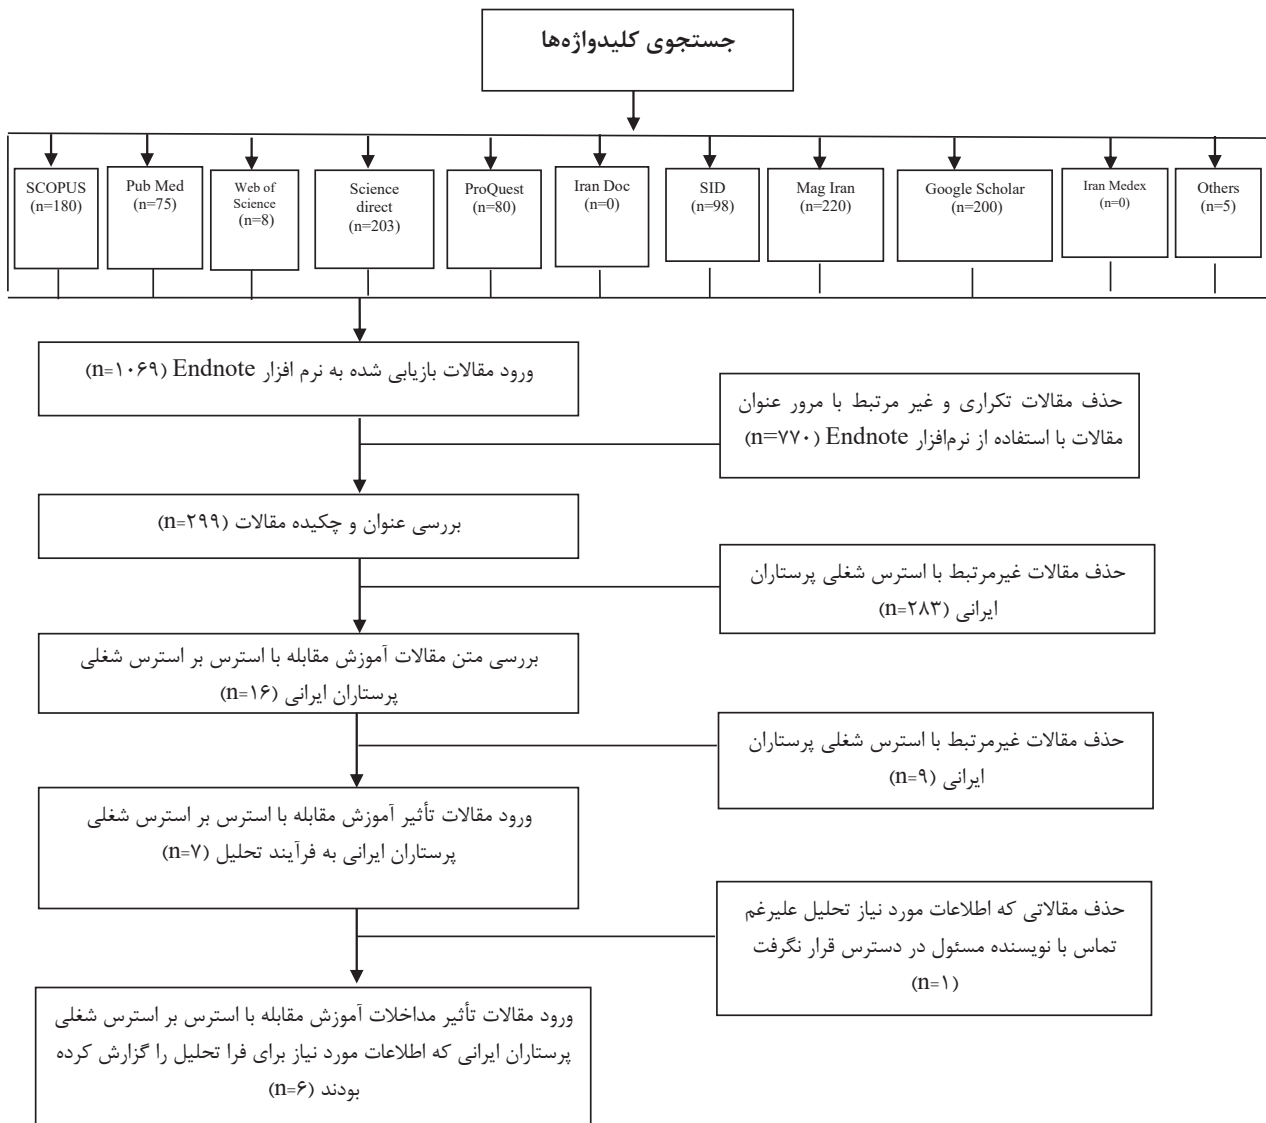 جستجوی کلیدواژه‌ها
SCOPUS
(n=180)
Pub Med
(n=75)
Web of
Science
(n=8)
Science
direct
(n=203)
ProQuest
(n=80)
Iran Doc
(n=0)
SID
(n=98)
Mag Iran
(n=220)
Google Scholar
(n=200)
Iran Medex
(n=0)
Others
(n=5)
ورود مقالات بازیابی شده به نرم افزار Endnote (n=۱۰۶۹)
حذف مقالات تکراری و غیر مرتبط با مرور عنوان
مقالات با استفاده از نرم‌افزار Endnote (n=۷۷۰)
بررسی عنوان و چکیده مقالات (n=۲۹۹)
حذف مقالات غیرمرتبط با استرس شغلی پرستاران
ایرانی (n=۲۸۳)
بررسی متن مقالات آموزش مقابله با استرس بر استرس شغلی
پرستاران ایرانی (n=۱۶)
حذف مقالات غیرمرتبط با استرس شغلی پرستاران
ایرانی (n=۹)
ورود مقالات تأثیر آموزش مقابله با استرس بر استرس شغلی
پرستاران ایرانی به فرآیند تحلیل (n=۷)
حذف مقالاتی که اطلاعات مورد نیاز تحلیل علیرغم
تماس با نویسنده مسئول در دسترس قرار نگرفت
(n=۱)
ورود مقالات تأثیر مداخلات آموزش مقابله با استرس بر استرس شغلی
پرستاران ایرانی که اطلاعات مورد نیاز برای فرا تحلیل را گزارش کرده
بودند (n=۶)